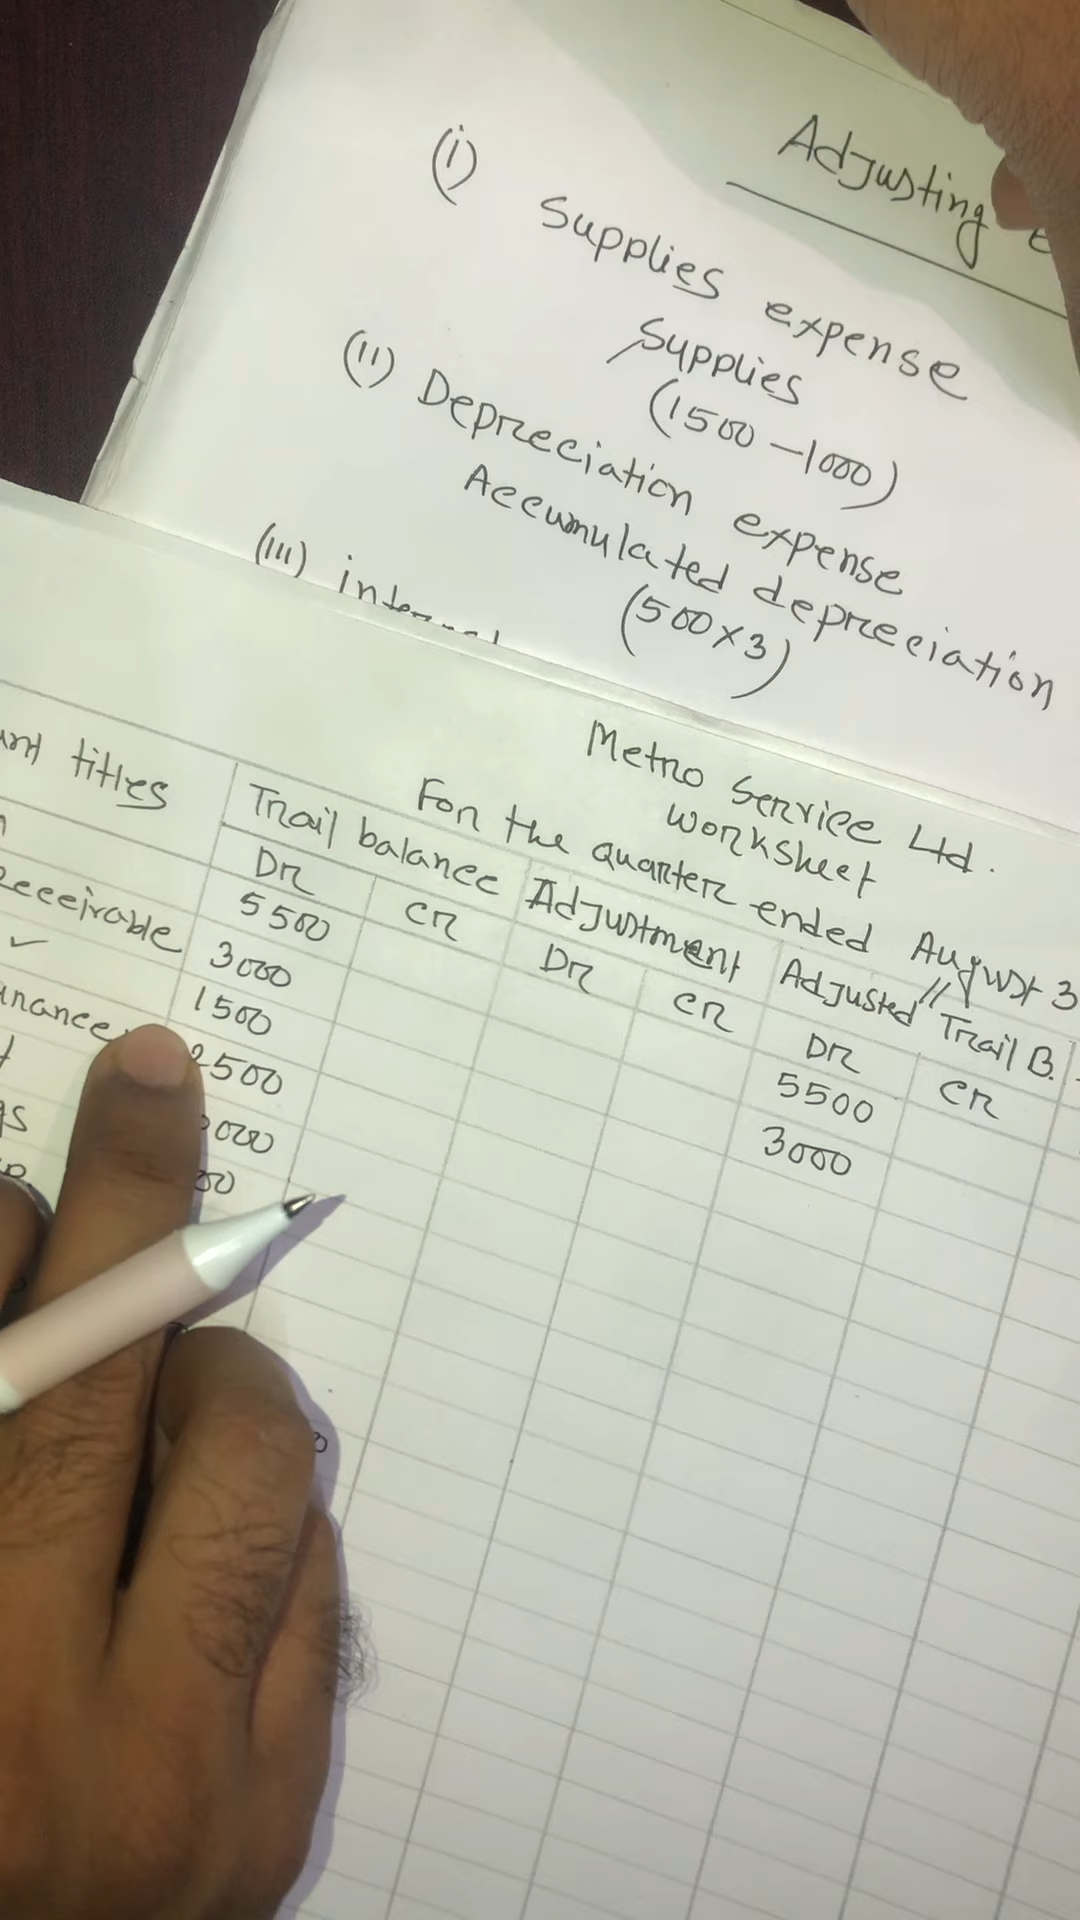 Adjusting
(i) Supplies expense
Supplies
(1500 - 1000)
(ii) Depreciation expense
Accumulated depreciation
(500 x 3)
(iii)
Metro Service Ltd.
Worksheet
For the quarter ended August 3
titles Trail balance Adjustment Adjusted Trail B.
DR CR DR CR DR CR
5500 5500
receivable 3000 3000
✓ 1500
2500